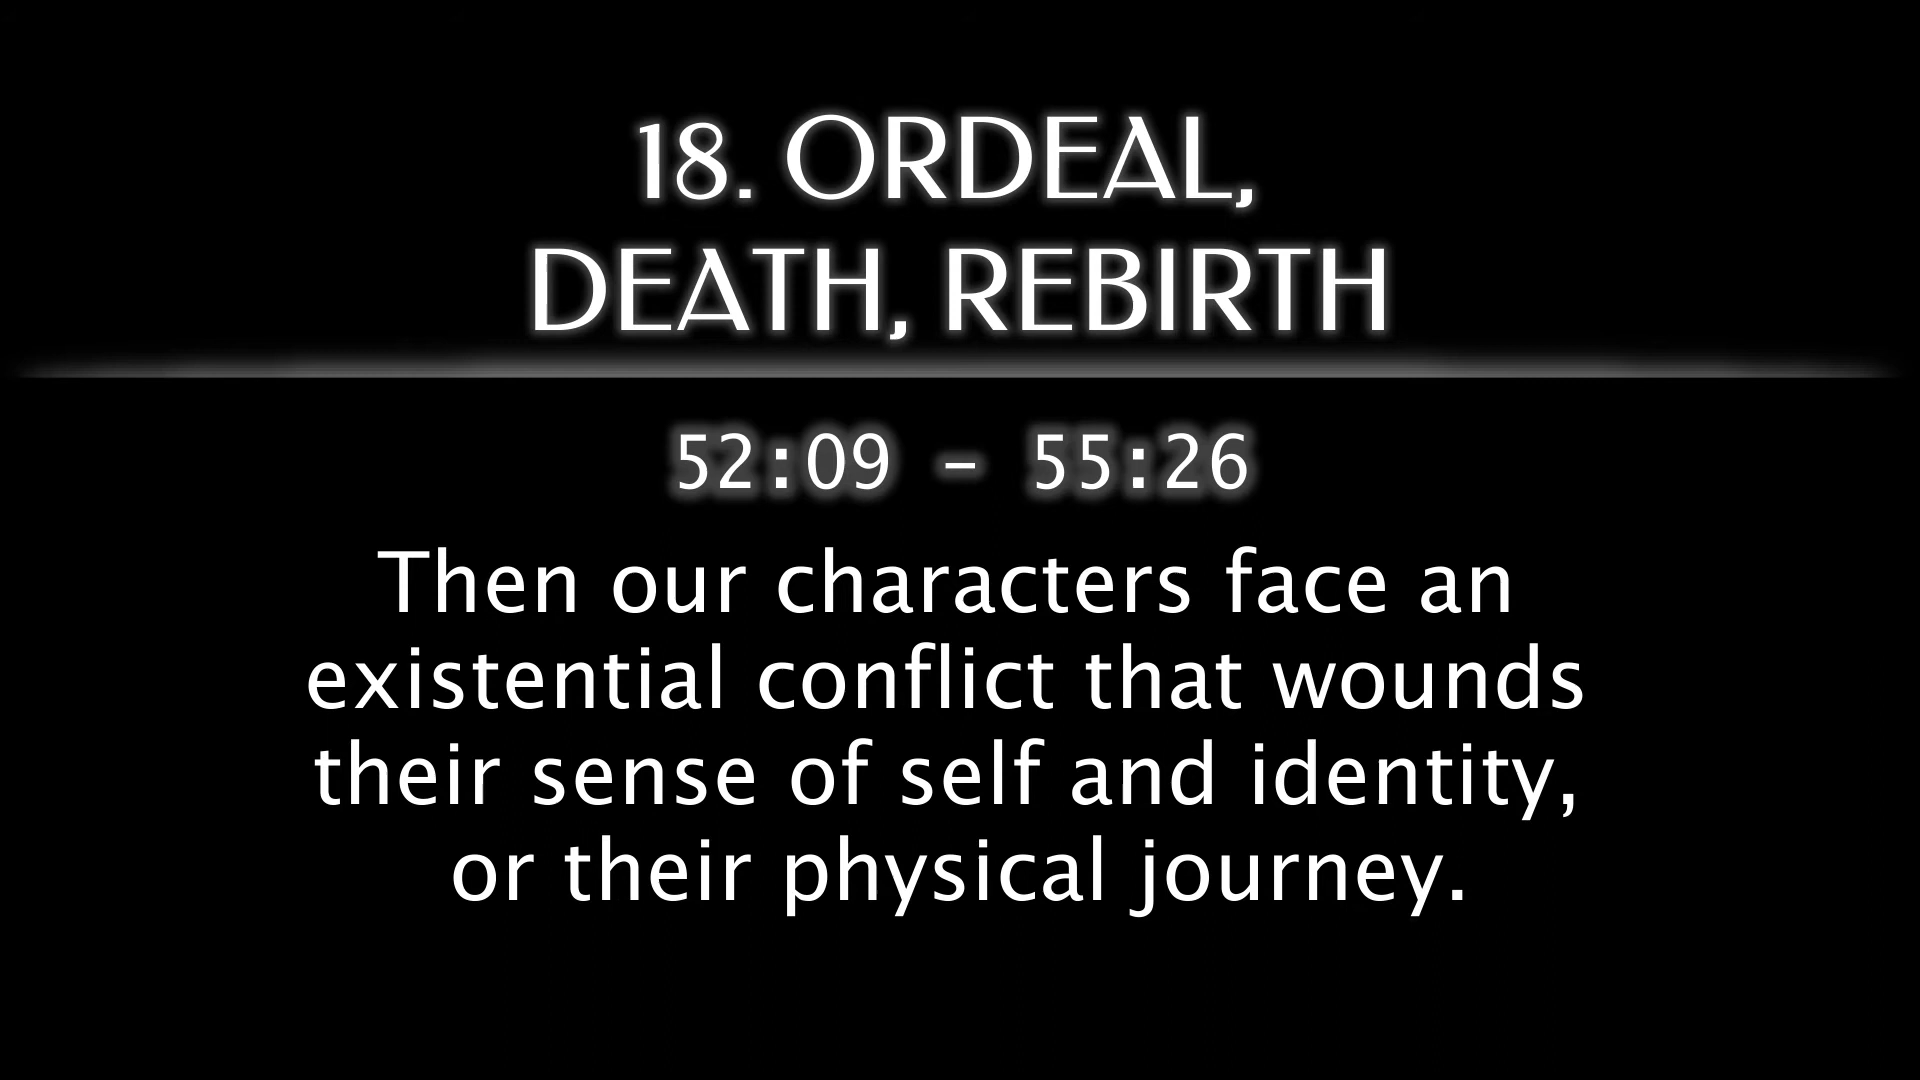 18. ORDEAL,
DEATH, REBIRTH
52:09 - 55:26
Then our characters face an
existential conflict that wounds
their sense of self and identity,
or their physical journey.